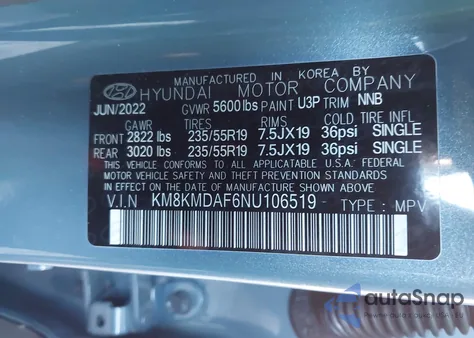 MANUFACTURED IN KOREA BY
HYUNDAI MOTOR COMPANY
JUN/2022 GVWR 5600 lbs PAINT U3P TRIM NNB
GAWR TIRES RIMS COLD TIRE INFL
FRONT 2822 lbs 235/55R19 7.5JX19 36psi SINGLE
REAR 3020 lbs 235/55R19 7.5JX19 36psi SINGLE
THIS VEHICLE CONFORMS TO ALL APPLICABLE U.S.A. FEDERAL
MOTOR VEHICLE SAFETY AND THEFT PREVENTION STANDARDS
IN EFFECT ON THE DATE OF MANUFACTURE SHOWN ABOVE.
V.I.N KM8KMDAF6NU106519 TYPE : MPV
autoSnap